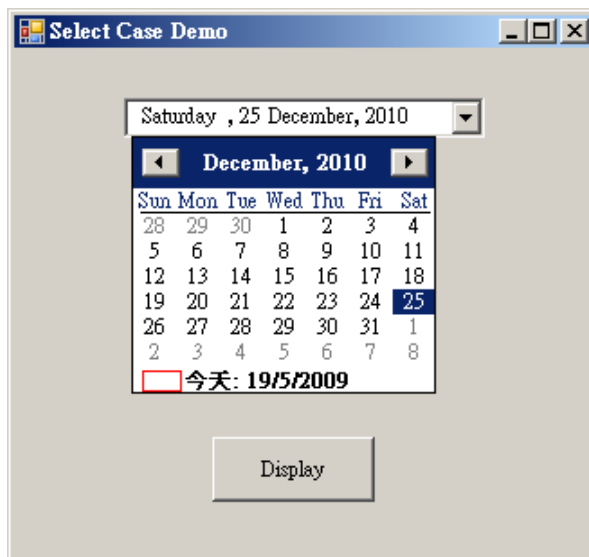 Select Case Demo
Saturday , 25 December, 2010
December, 2010
Sun Mon Tue Wed Thu Fri Sat
28 29 30 1 2 3 4
5 6 7 8 9 10 11
12 13 14 15 16 17 18
19 20 21 22 23 24 25
26 27 28 29 30 31 1
2 3 4 5 6 7 8
今天: 19/5/2009
Display